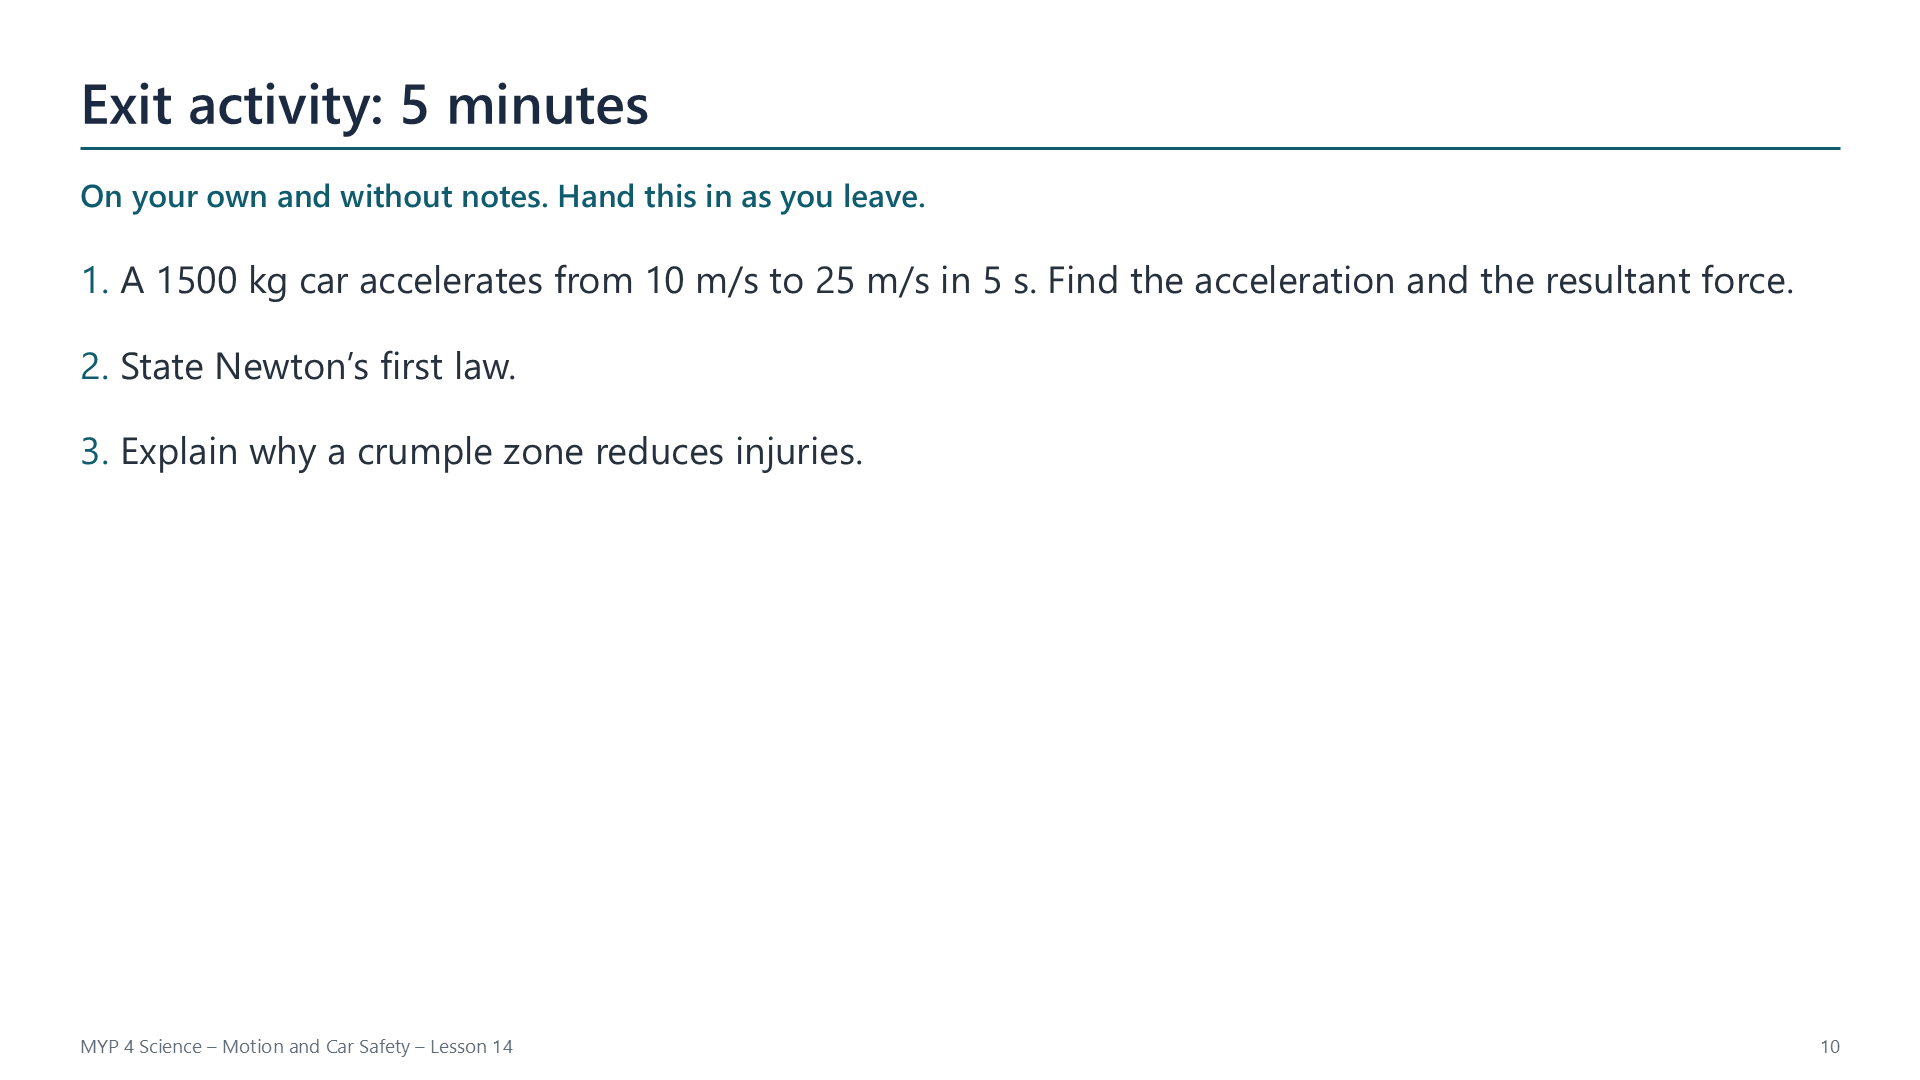 Exit activity: 5 minutes
On your own and without notes. Hand this in as you leave.
1. A 1500 kg car accelerates from 10 m/s to 25 m/s in 5 s. Find the acceleration and the resultant force.
2. State Newton’s first law.
3. Explain why a crumple zone reduces injuries.
MYP 4 Science – Motion and Car Safety – Lesson 14
10